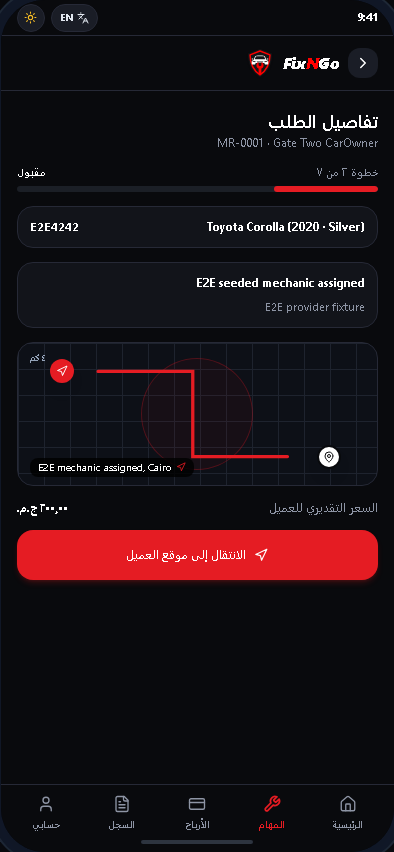 9:41
EN
FixNGo
تفاصيل الطلب
MR-0001 · Gate Two CarOwner
خطوة ٢ من ٧
مقبول
Toyota Corolla (2020 · Silver)
E2E4242
E2E seeded mechanic assigned
E2E provider fixture
٤ كم
E2E mechanic assigned, Cairo
السعر التقديري للعميل
٢٠٠٫٠٠ ج.م.
الانتقال إلى موقع العميل
الرئيسية
المهام
الأرباح
السجل
حسابي